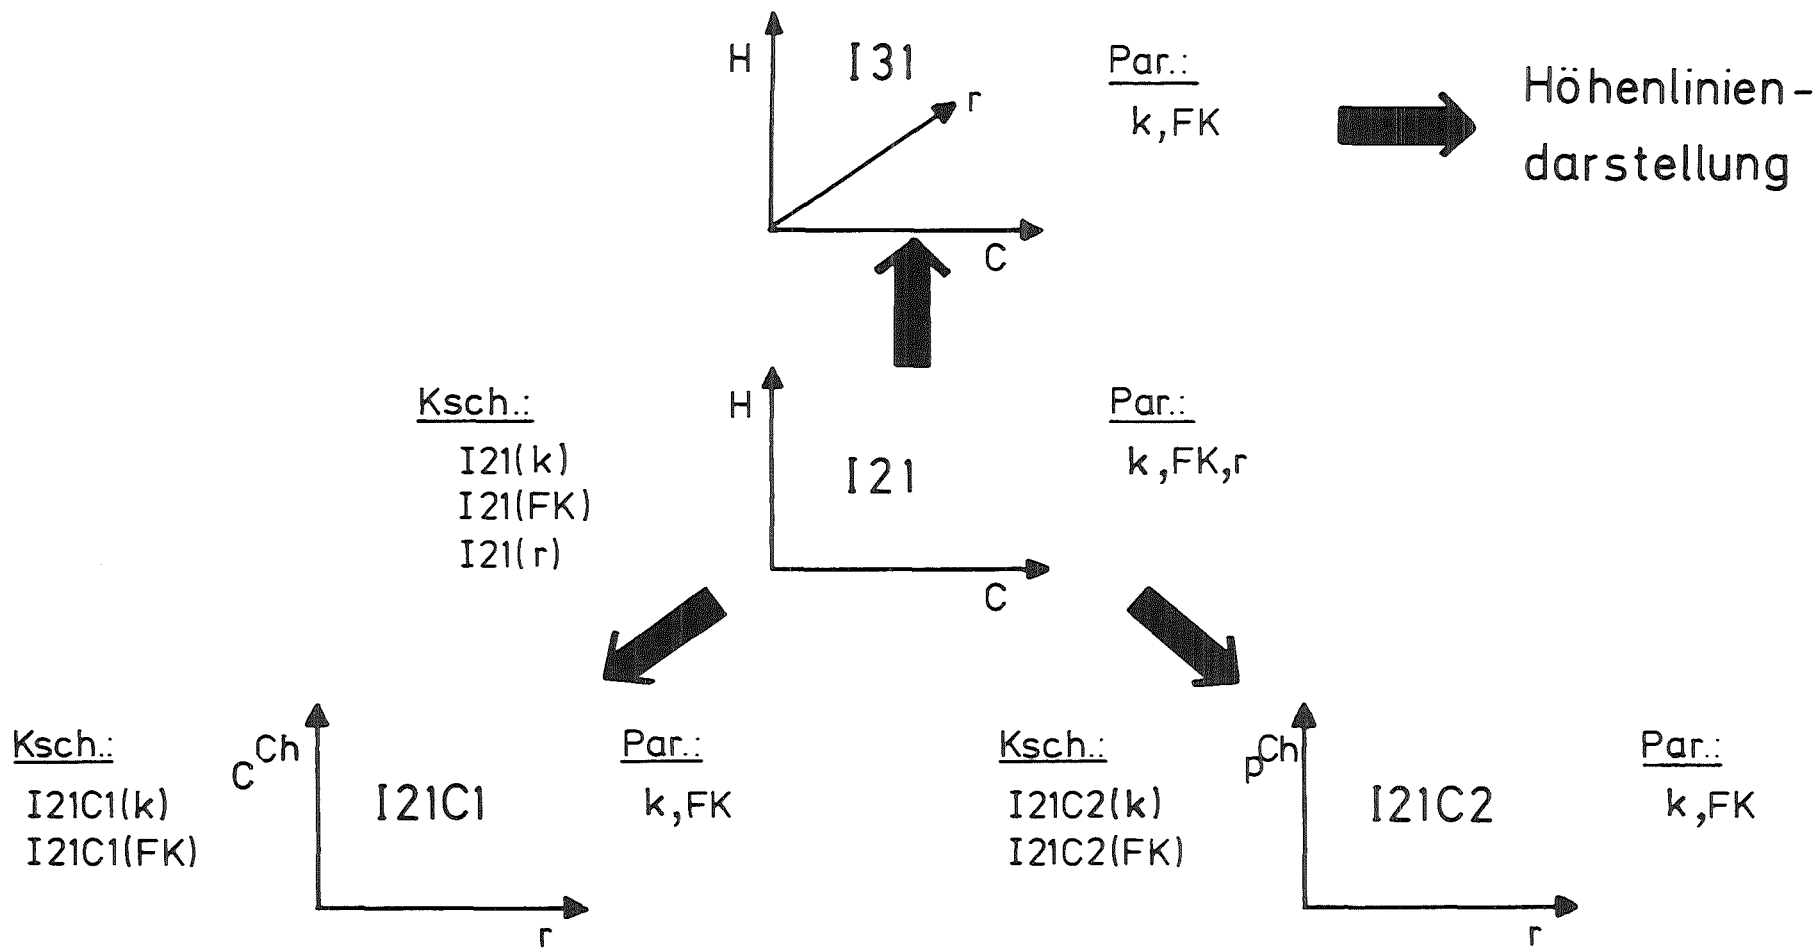 H
I31
r
C
Par.:
k,FK
Höhenlinien-
darstellung
Ksch.:
I21(k)
I21(FK)
I21(r)
H
I21
C
Par.:
k,FK,r
Ksch.:
I21C1(k)
I21C1(FK)
C^Ch
I21C1
r
Par.:
k,FK
Ksch.:
I21C2(k)
I21C2(FK)
p^Ch
I21C2
r
Par.:
k,FK